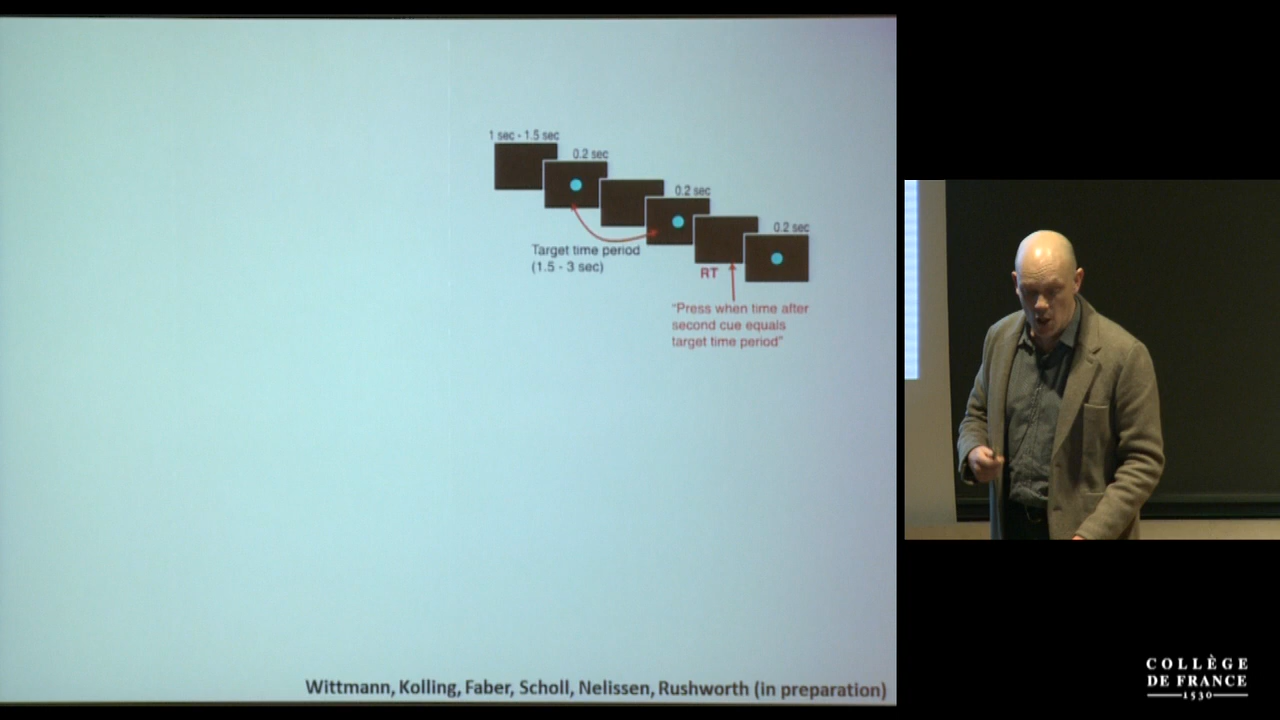 1 sec - 1.5 sec
0.2 sec
0.2 sec
0.2 sec
Target time period
(1.5 - 3 sec)
RT
"Press when time after
second cue equals
target time period"
Wittmann, Kolling, Faber, Scholl, Nelissen, Rushworth (in preparation)
COLLÈGE
DE FRANCE
1530